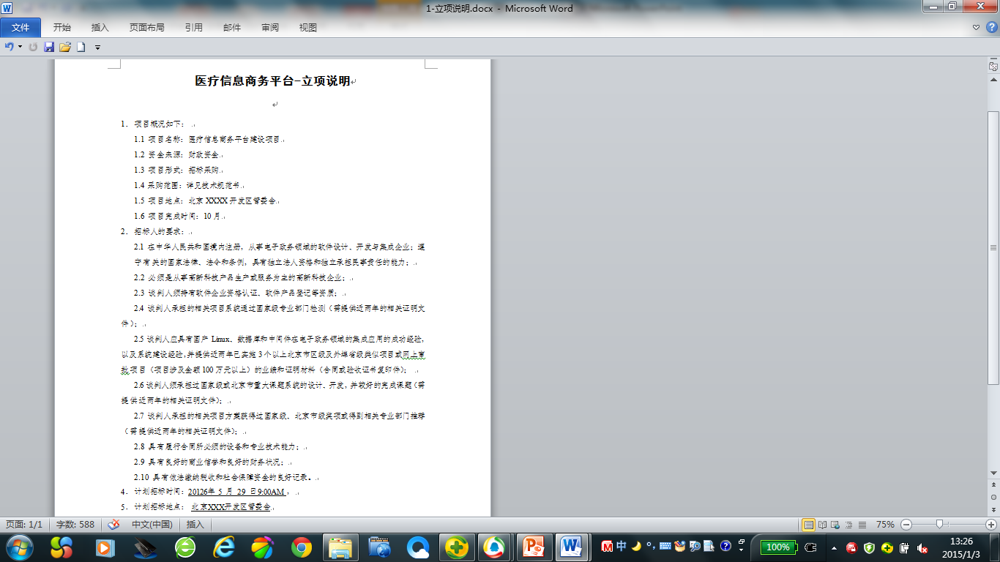 1-立项说明.docx - Microsoft Word
文件 开始 插入 页面布局 引用 邮件 审阅 视图
医疗信息商务平台-立项说明
1. 项目概况如下：
1.1 项目名称：医疗信息商务平台建设项目
1.2 资金来源：财政资金
1.3 项目形式：招标采购
1.4 采购范围：详见技术规范书
1.5 项目地点：北京 XXXX 开发区管委会
1.6 项目完成时间：10 月
2. 招标人的要求：
2.1 在中华人民共和国境内注册，从事电子政务领域的软件设计、开发与集成企业；遵
守有关的国家法律、法令和条例，具有独立法人资格和独立承担民事责任的能力；
2.2 必须是从事高新科技产品生产或服务为主的高新科技企业；
2.3 谈判人须持有软件企业资格认证、软件产品登记等资质；
2.4 谈判人承担的相关项目系统通过国家级专业部门检测（需提供近两年的相关证明文
件）；
2.5 谈判人应具有国产 Linux、数据库和中间件在电子政务领域的集成应用的成功经验，
以及系统建设经验，并提供近两年已实施 3 个以上北京市区级及外埠省级类似项目或网上审
批项目（项目涉及金额 100 万元以上）的业绩和证明材料（合同或验收证书复印件）；
2.6 谈判人须承担过国家级或北京市重大课题系统的设计、开发，并较好的完成课题（需
提供近两年的相关证明文件）；
2.7 谈判人承担的相关项目方案获得过国家级、北京市级奖项或得到相关专业部门推荐
（需提供近两年的相关证明文件）；
2.8 具有履行合同所必须的设备和专业技术能力；
2.9 具有良好的商业信誉和良好的财务状况；
2.10 具有依法缴纳税收和社会保障资金的良好记录。
4. 计划招标时间：20126年 5 月 29 日9:00AM，
5. 计划招标地点： 北京XXX开发区管委会
页面: 1/1 字数: 588 中文(中国) 插入 75%
中 100% 13:26
2015/1/3